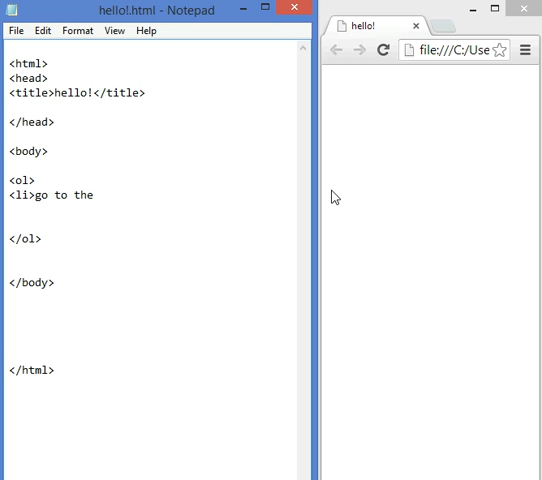 hello!.html - Notepad
File Edit Format View Help
<html>
<head>
<title>hello!</title>
</head>
<body>
<ol>
<li>go to the
</ol>
</body>
</html>
hello!
file:///C:/Use